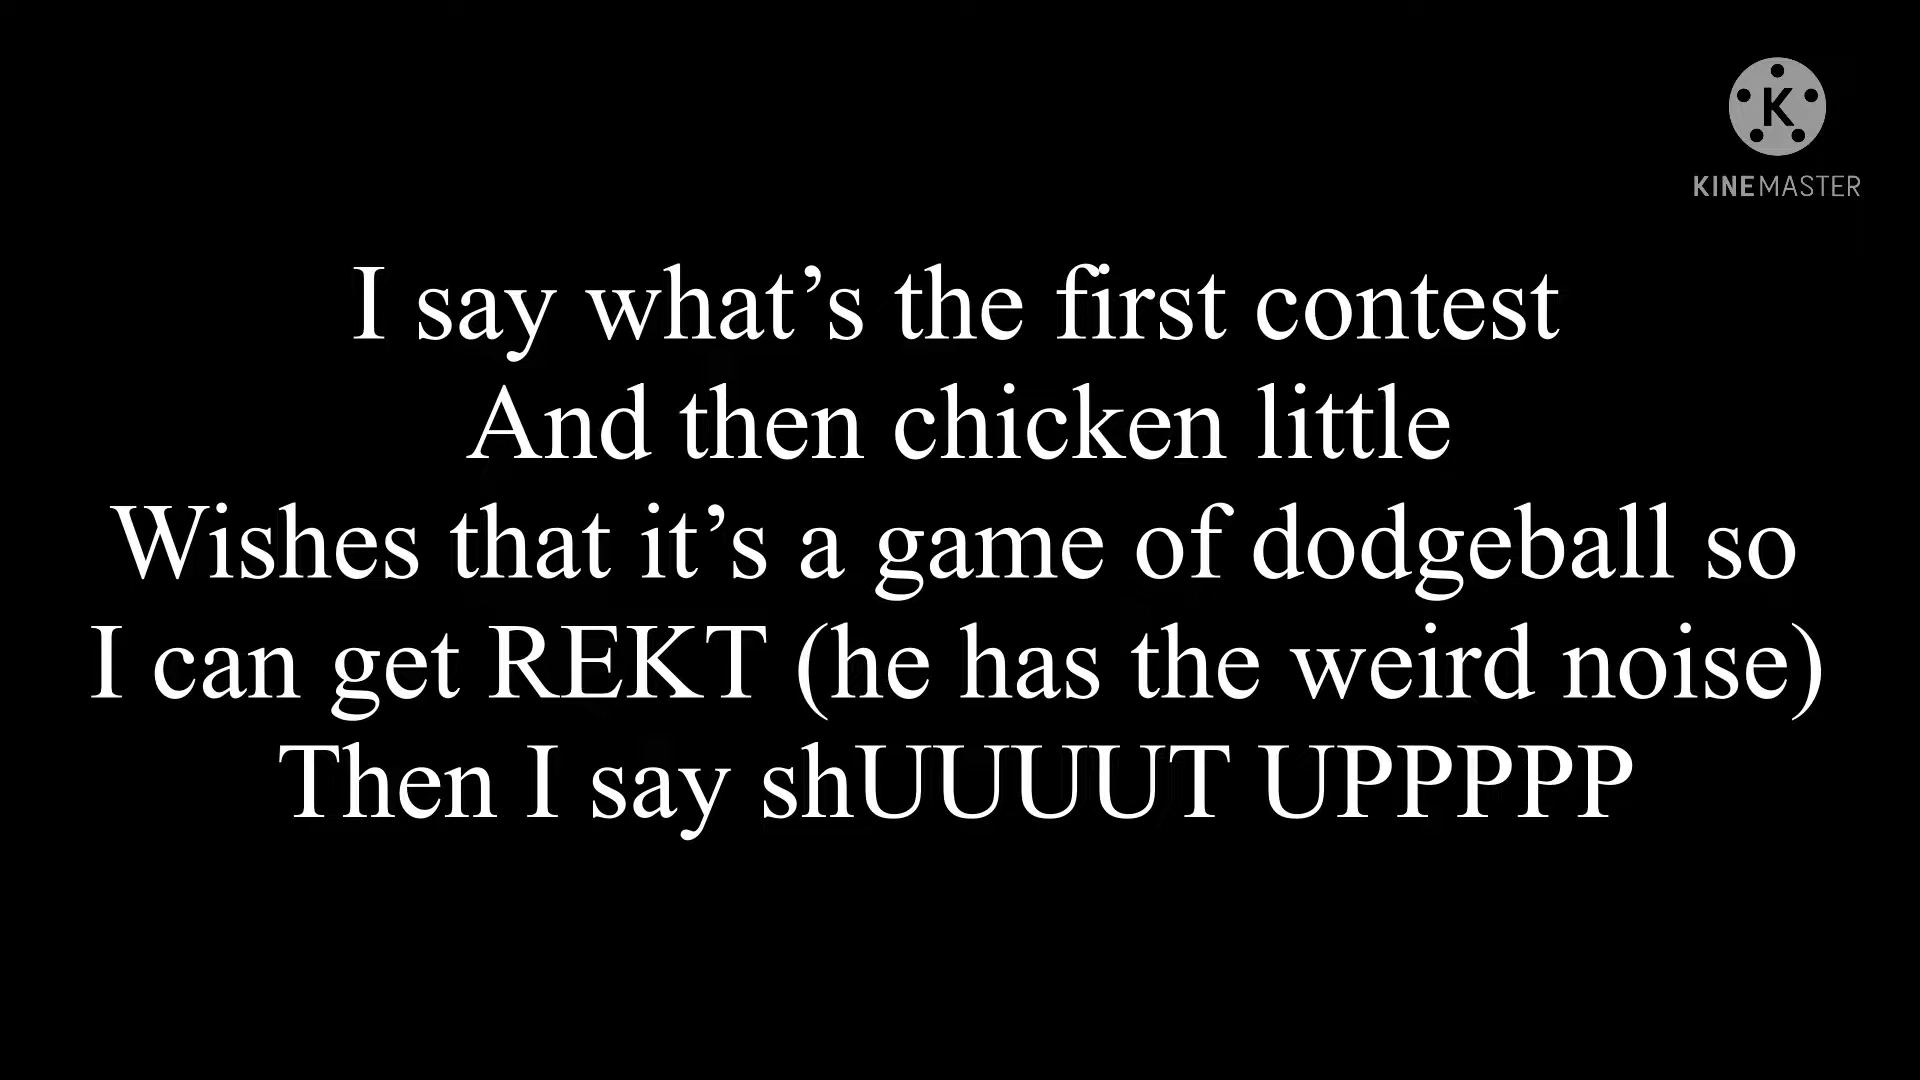 K
KINEMASTER
I say what’s the first contest
And then chicken little
Wishes that it’s a game of dodgeball so
I can get REKT (he has the weird noise)
Then I say shUUUUT UPPPPP